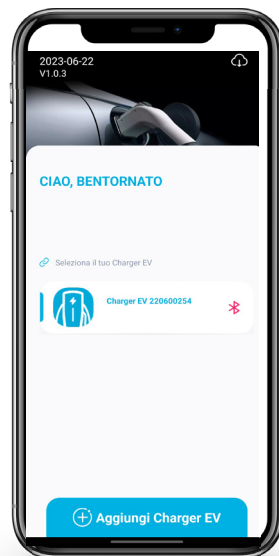 2023-06-22
V1.0.3
CIAO, BENTORNATO
Seleziona il tuo Charger EV
Charger EV 220600254
Aggiungi Charger EV